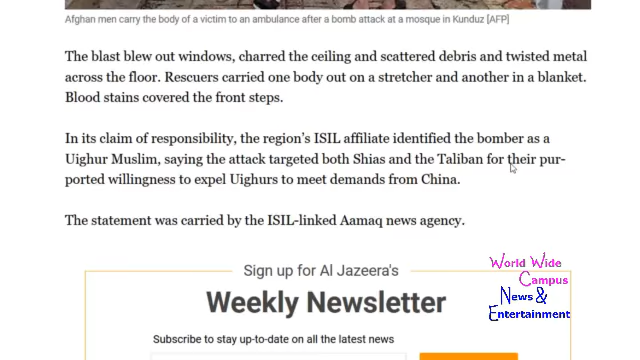 Afghan men carry the body of a victim to an ambulance after a bomb attack at a mosque in Kunduz [AFP]
The blast blew out windows, charred the ceiling and scattered debris and twisted metal
across the floor. Rescuers carried one body out on a stretcher and another in a blanket.
Blood stains covered the front steps.
In its claim of responsibility, the region's ISIL affiliate identified the bomber as a
Uighur Muslim, saying the attack targeted both Shias and the Taliban for their pur-
ported willingness to expel Uighurs to meet demands from China.
The statement was carried by the ISIL-linked Aamaq news agency.
Sign up for Al Jazeera's
Weekly Newsletter
Subscribe to stay up-to-date on all the latest news
World Wide
Campus
News &
Entertainment